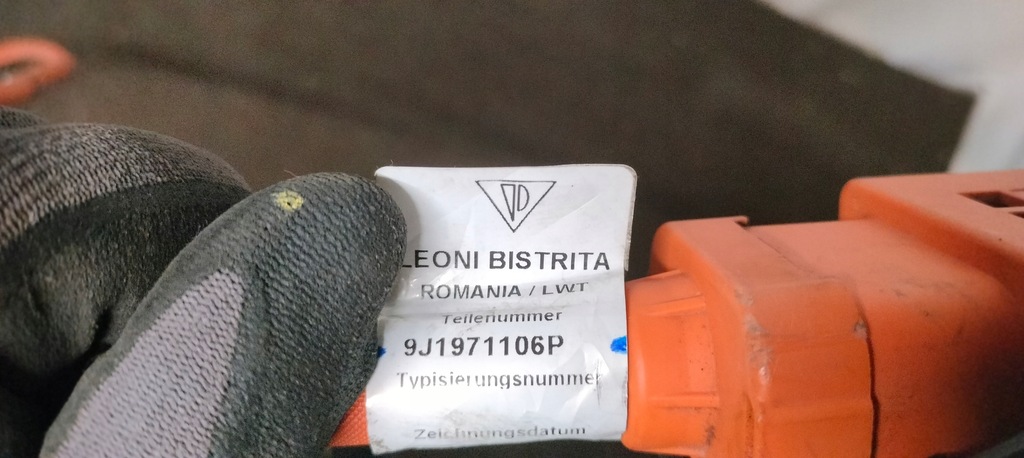 LEONI BISTRITA
ROMANIA / LWT
Teilenummer
9J1971106P
Typisierungsnummer
Zeichnungsdatum